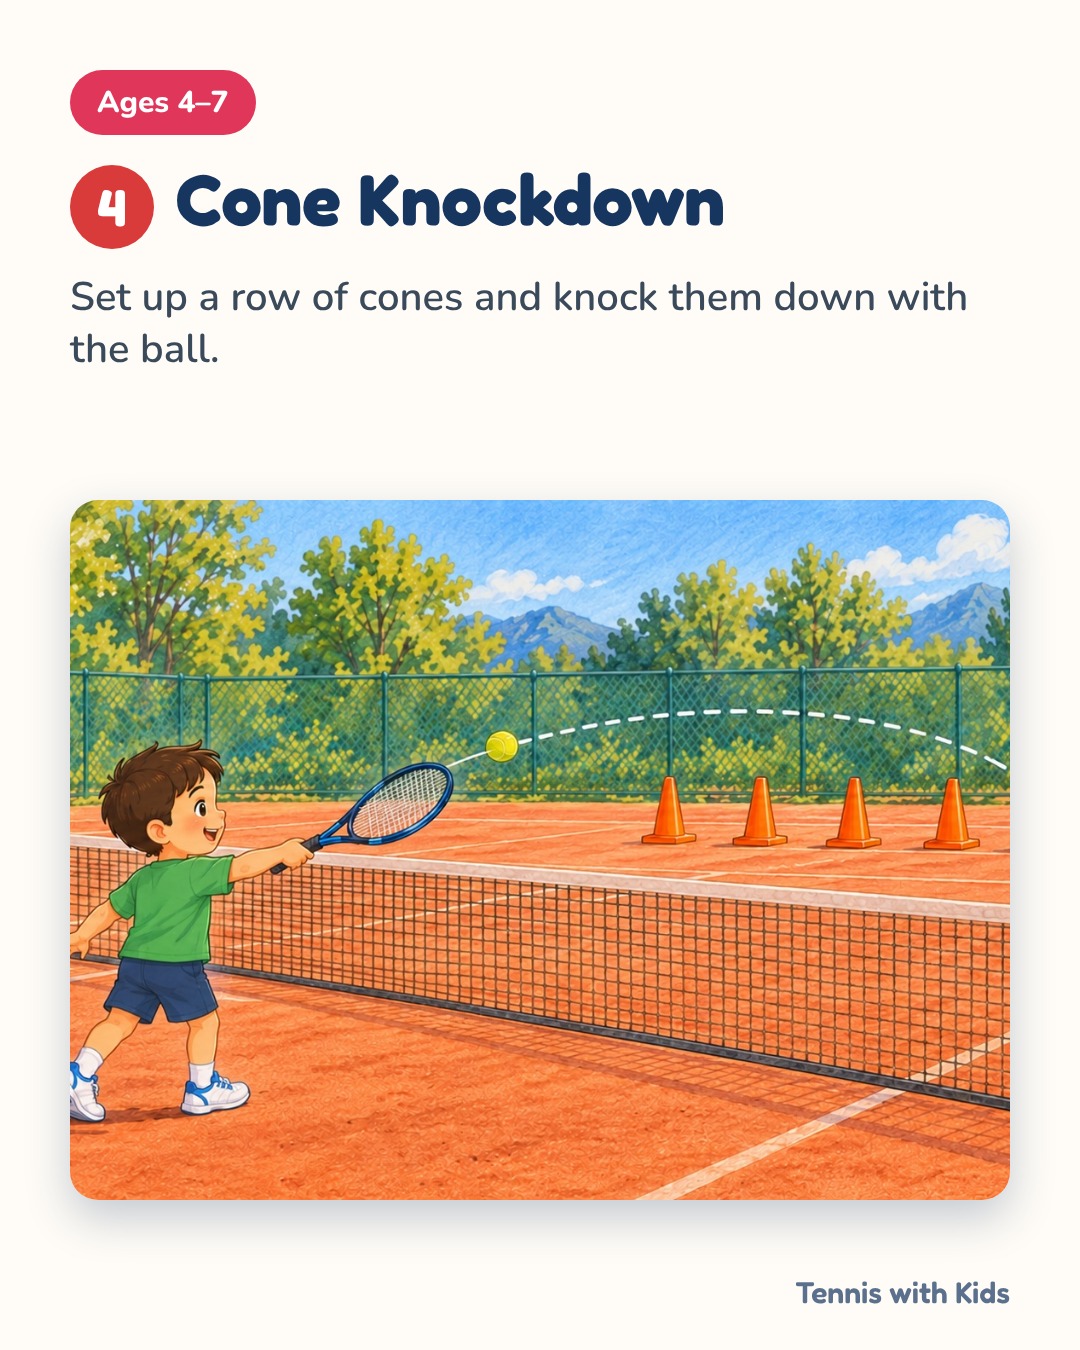 Ages 4–7
4 Cone Knockdown
Set up a row of cones and knock them down with
the ball.
Tennis with Kids